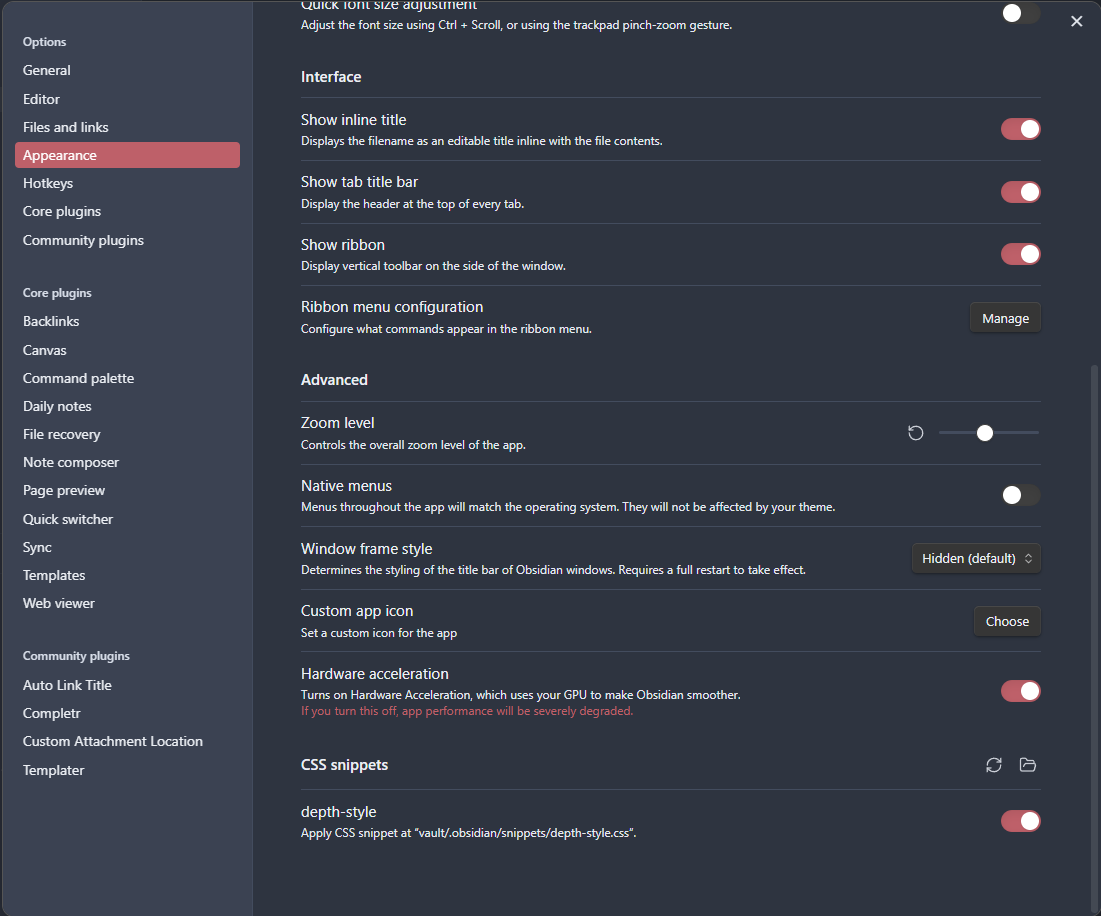 Options
General
Editor
Files and links
Appearance
Hotkeys
Core plugins
Community plugins
Core plugins
Backlinks
Canvas
Command palette
Daily notes
File recovery
Note composer
Page preview
Quick switcher
Sync
Templates
Web viewer
Community plugins
Auto Link Title
Completr
Custom Attachment Location
Templater
Quick font size adjustment
Adjust the font size using Ctrl + Scroll, or using the trackpad pinch-zoom gesture.
Interface
Show inline title
Displays the filename as an editable title inline with the file contents.
Show tab title bar
Display the header at the top of every tab.
Show ribbon
Display vertical toolbar on the side of the window.
Ribbon menu configuration
Configure what commands appear in the ribbon menu.
Manage
Advanced
Zoom level
Controls the overall zoom level of the app.
Native menus
Menus throughout the app will match the operating system. They will not be affected by your theme.
Window frame style
Determines the styling of the title bar of Obsidian windows. Requires a full restart to take effect.
Hidden (default)
Custom app icon
Set a custom icon for the app
Choose
Hardware acceleration
Turns on Hardware Acceleration, which uses your GPU to make Obsidian smoother.
If you turn this off, app performance will be severely degraded.
CSS snippets
depth-style
Apply CSS snippet at “vault/.obsidian/snippets/depth-style.css”.